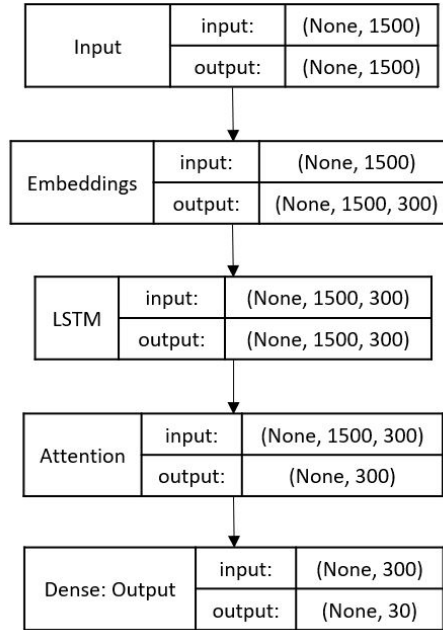 Input
input: (None, 1500)
output: (None, 1500)
Embeddings
input: (None, 1500)
output: (None, 1500, 300)
LSTM
input: (None, 1500, 300)
output: (None, 1500, 300)
Attention
input: (None, 1500, 300)
output: (None, 300)
Dense: Output
input: (None, 300)
output: (None, 30)